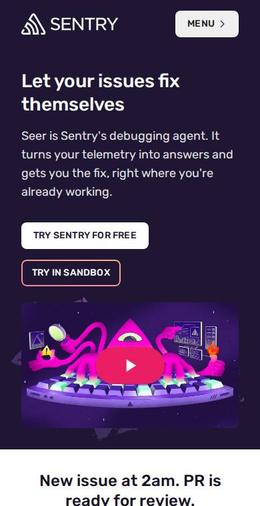 SENTRY
MENU
Let your issues fix
themselves
Seer is Sentry's debugging agent. It
turns your telemetry into answers and
gets you the fix, right where you're
already working.
TRY SENTRY FOR FREE
TRY IN SANDBOX
New issue at 2am. PR is
ready for review.